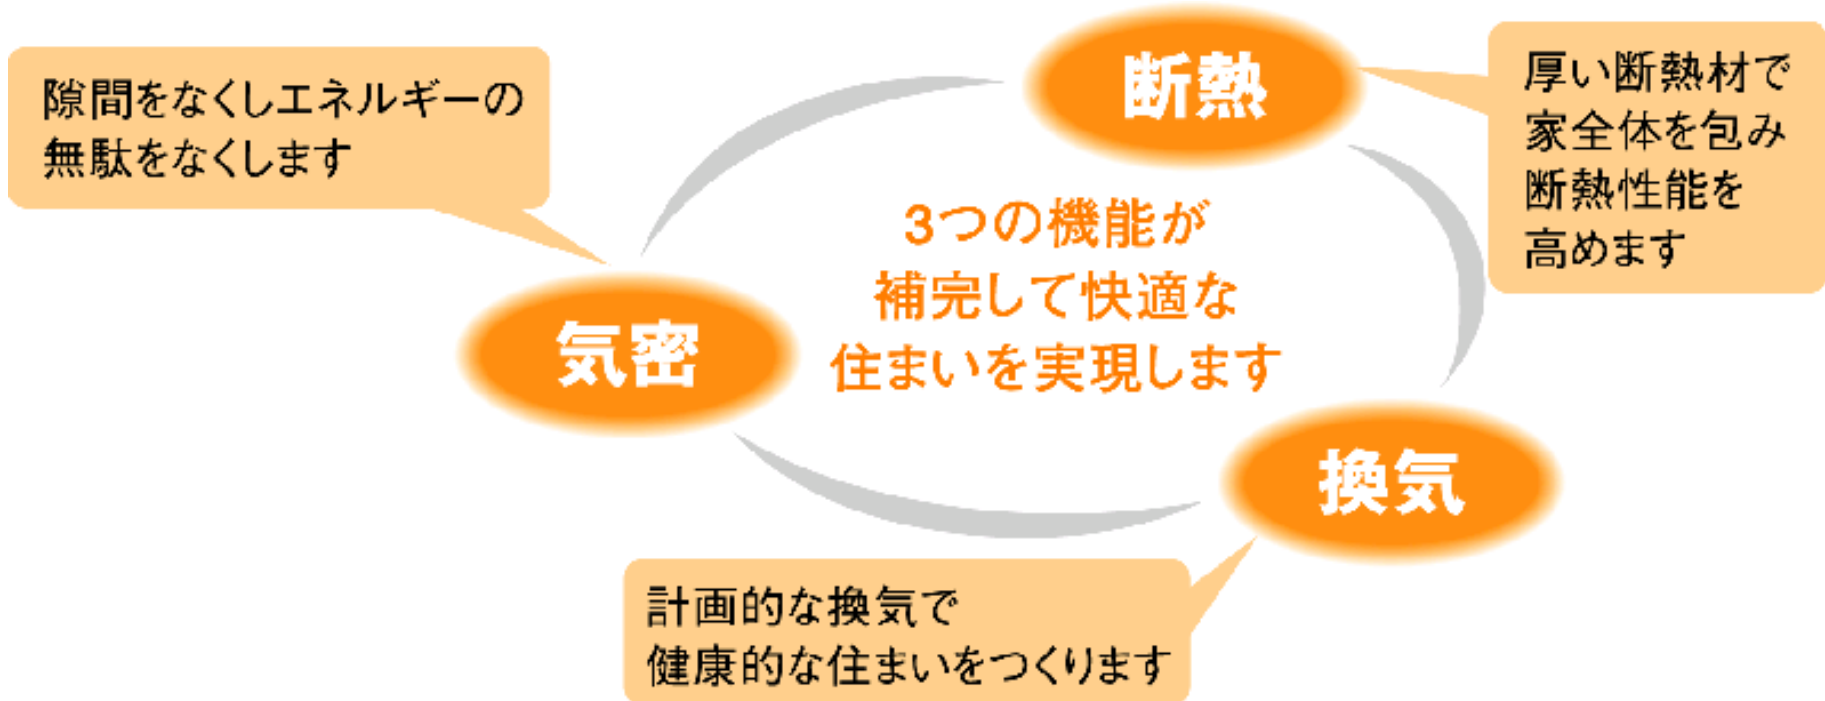 断熱
厚い断熱材で
家全体を包み
断熱性能を
高めます
隙間をなくしエネルギーの
無駄をなくします
気密
3つの機能が
補完して快適な
住まいを実現します
換気
計画的な換気で
健康的な住まいをつくります